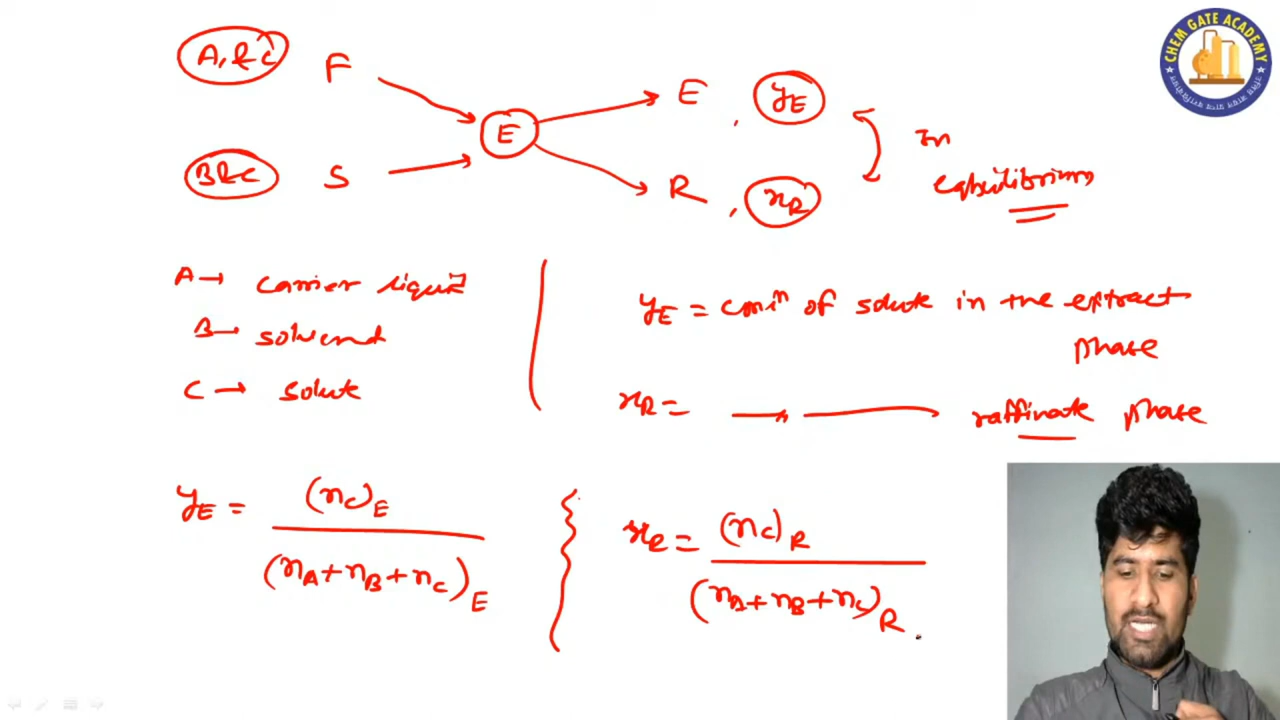 CHEM GATE ACADEMY
A, & C F
E E , yE
B & C S
R , xR
In
equilibrium
A → carrier liquid
B → solvent
C → solute
yE = concn of solute in the extract
phase
xR = raffinate phase
yE = (nC)E / (nA + nB + nC)E
xR = (nC)R / (nA + nB + nC)R